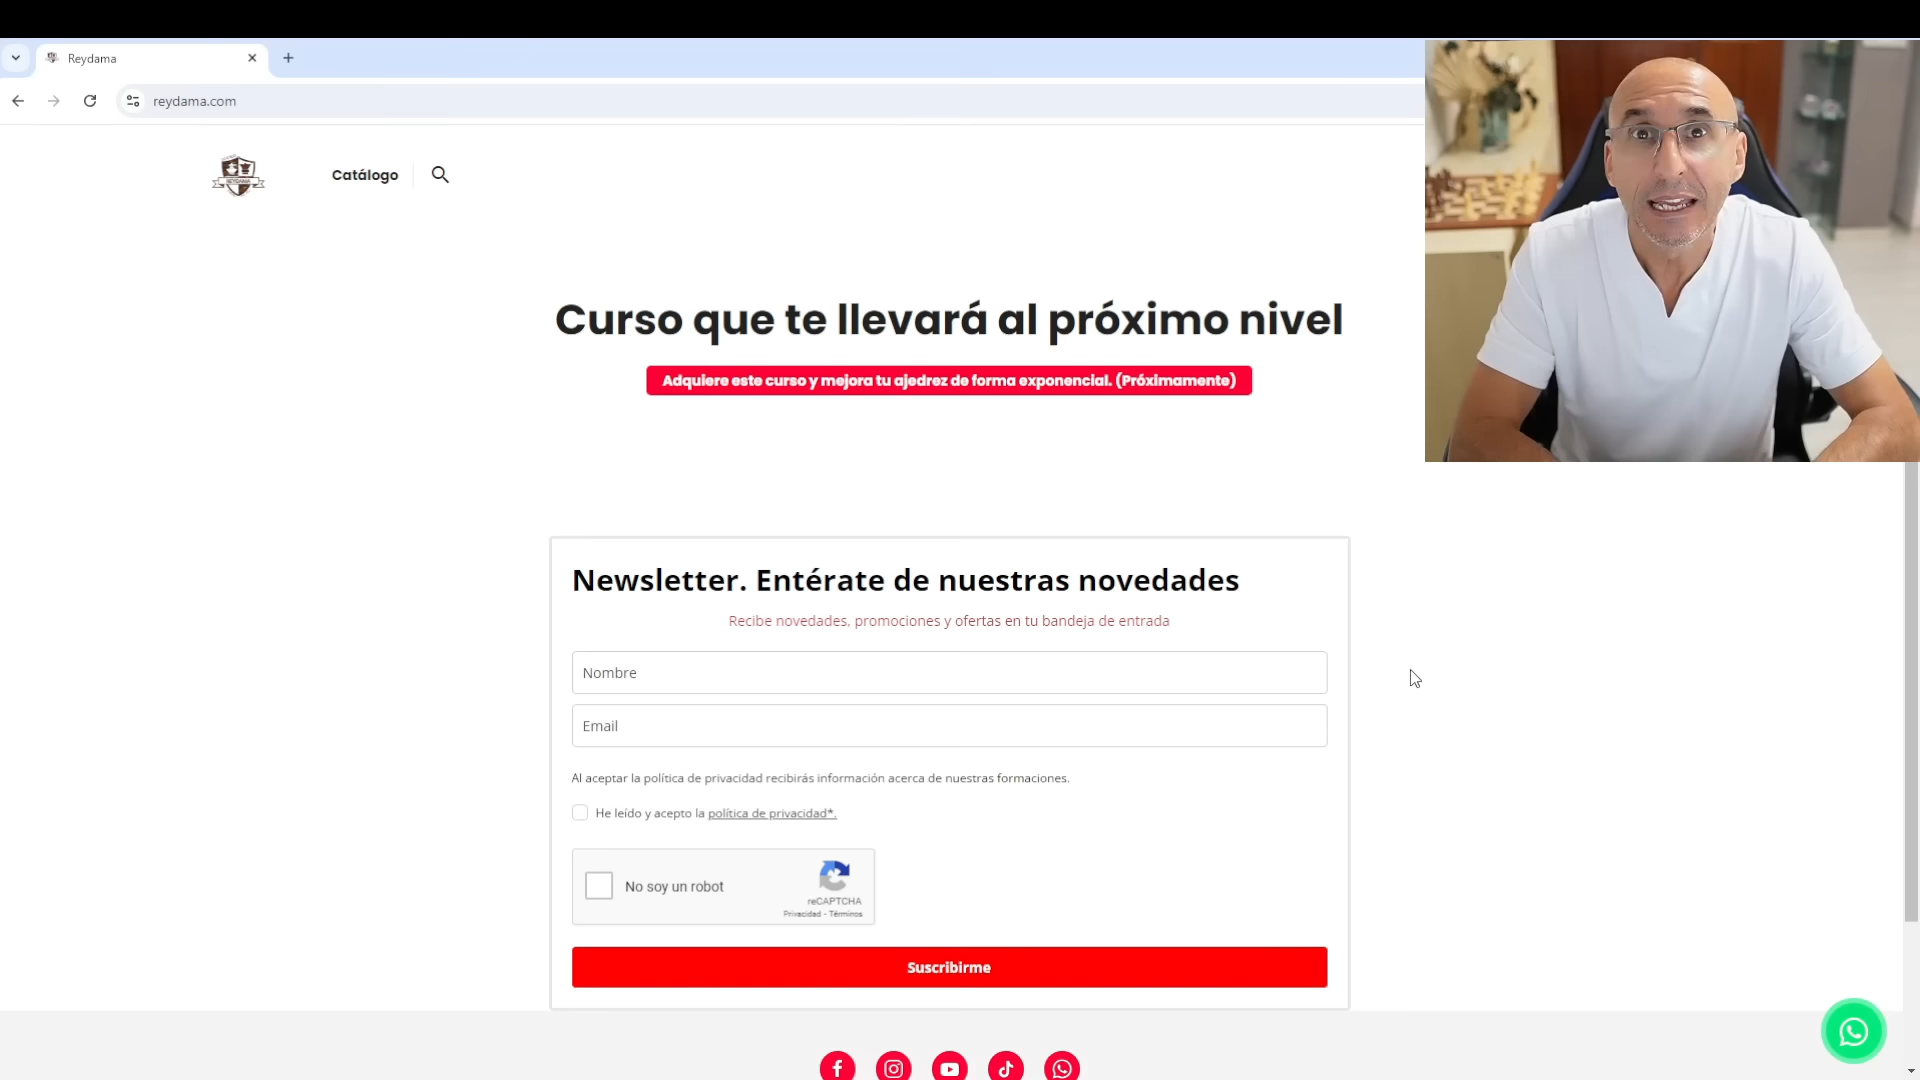 Reydama
reydama.com
Catálogo
Curso que te llevará al próximo nivel
Adquiere este curso y mejora tu ajedrez de forma exponencial. (Próximamente)
Newsletter. Entérate de nuestras novedades
Recibe novedades, promociones y ofertas en tu bandeja de entrada
Nombre
Email
Al aceptar la política de privacidad recibirás información acerca de nuestras formaciones.
He leído y acepto la política de privacidad*.
No soy un robot
reCAPTCHA
Privacidad - Términos
Suscribirme